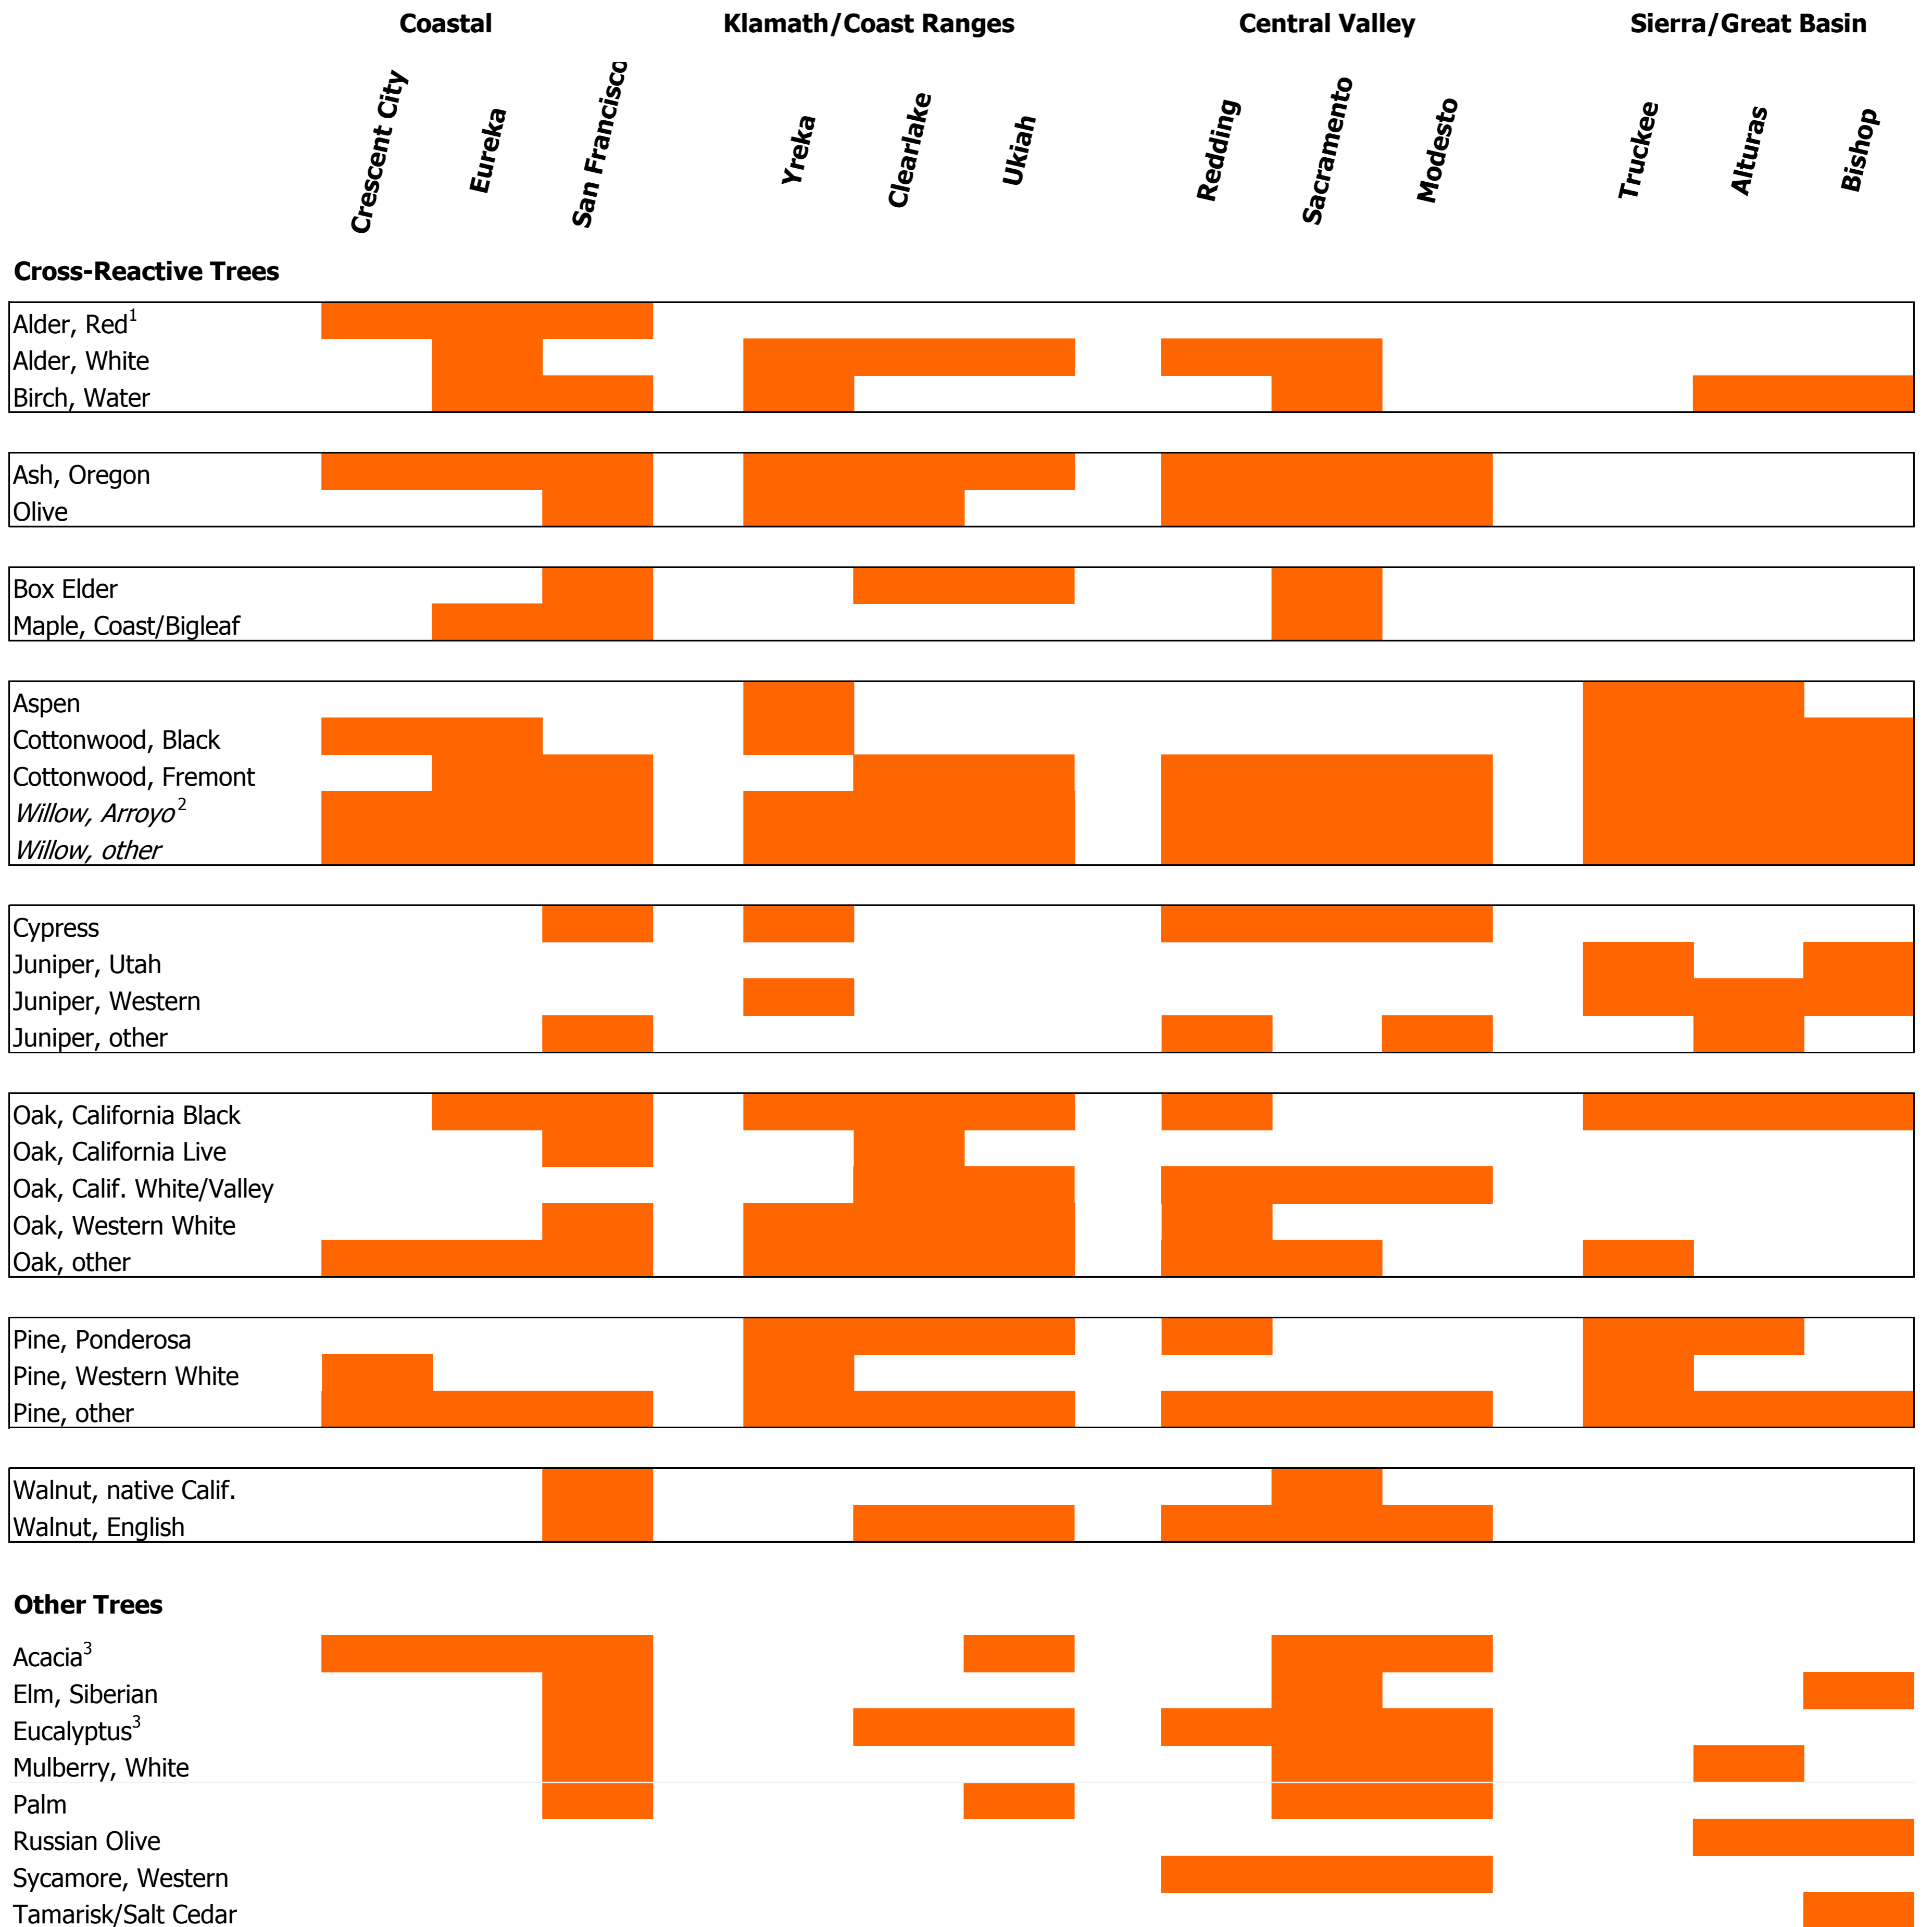 Coastal Klamath/Coast Ranges Central Valley Sierra/Great Basin
Crescent City Eureka San Francisco Yreka Clearlake Ukiah Redding Sacramento Modesto Truckee Alturas Bishop
Cross-Reactive Trees
Alder, Red1
Alder, White
Birch, Water
Ash, Oregon
Olive
Box Elder
Maple, Coast/Bigleaf
Aspen
Cottonwood, Black
Cottonwood, Fremont
Willow, Arroyo2
Willow, other
Cypress
Juniper, Utah
Juniper, Western
Juniper, other
Oak, California Black
Oak, California Live
Oak, Calif. White/Valley
Oak, Western White
Oak, other
Pine, Ponderosa
Pine, Western White
Pine, other
Walnut, native Calif.
Walnut, English
Other Trees
Acacia3
Elm, Siberian
Eucalyptus3
Mulberry, White
Palm
Russian Olive
Sycamore, Western
Tamarisk/Salt Cedar